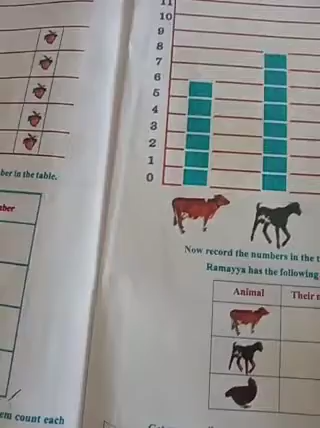 11
10
9
8
7
6
5
4
3
2
1
0
ber in the table.
Now record the numbers in the
Ramayya has the following
Animal Their
em count each